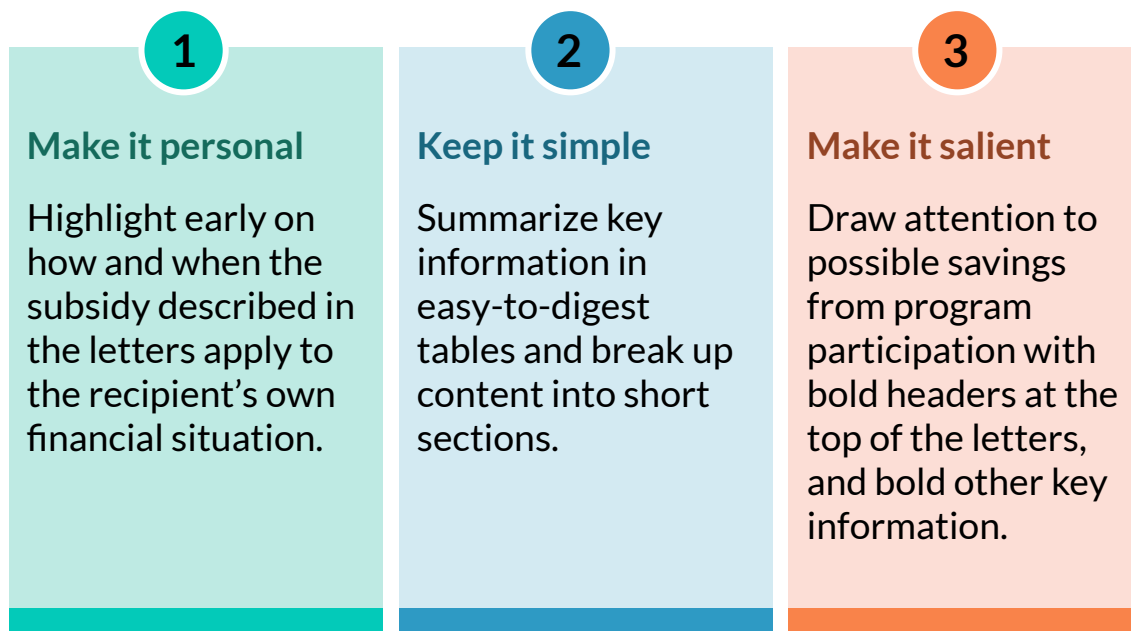 1
Make it personal
Highlight early on
how and when the
subsidy described in
the letters apply to
the recipient’s own
financial situation.
2
Keep it simple
Summarize key
information in
easy-to-digest
tables and break up
content into short
sections.
3
Make it salient
Draw attention to
possible savings
from program
participation with
bold headers at the
top of the letters,
and bold other key
information.